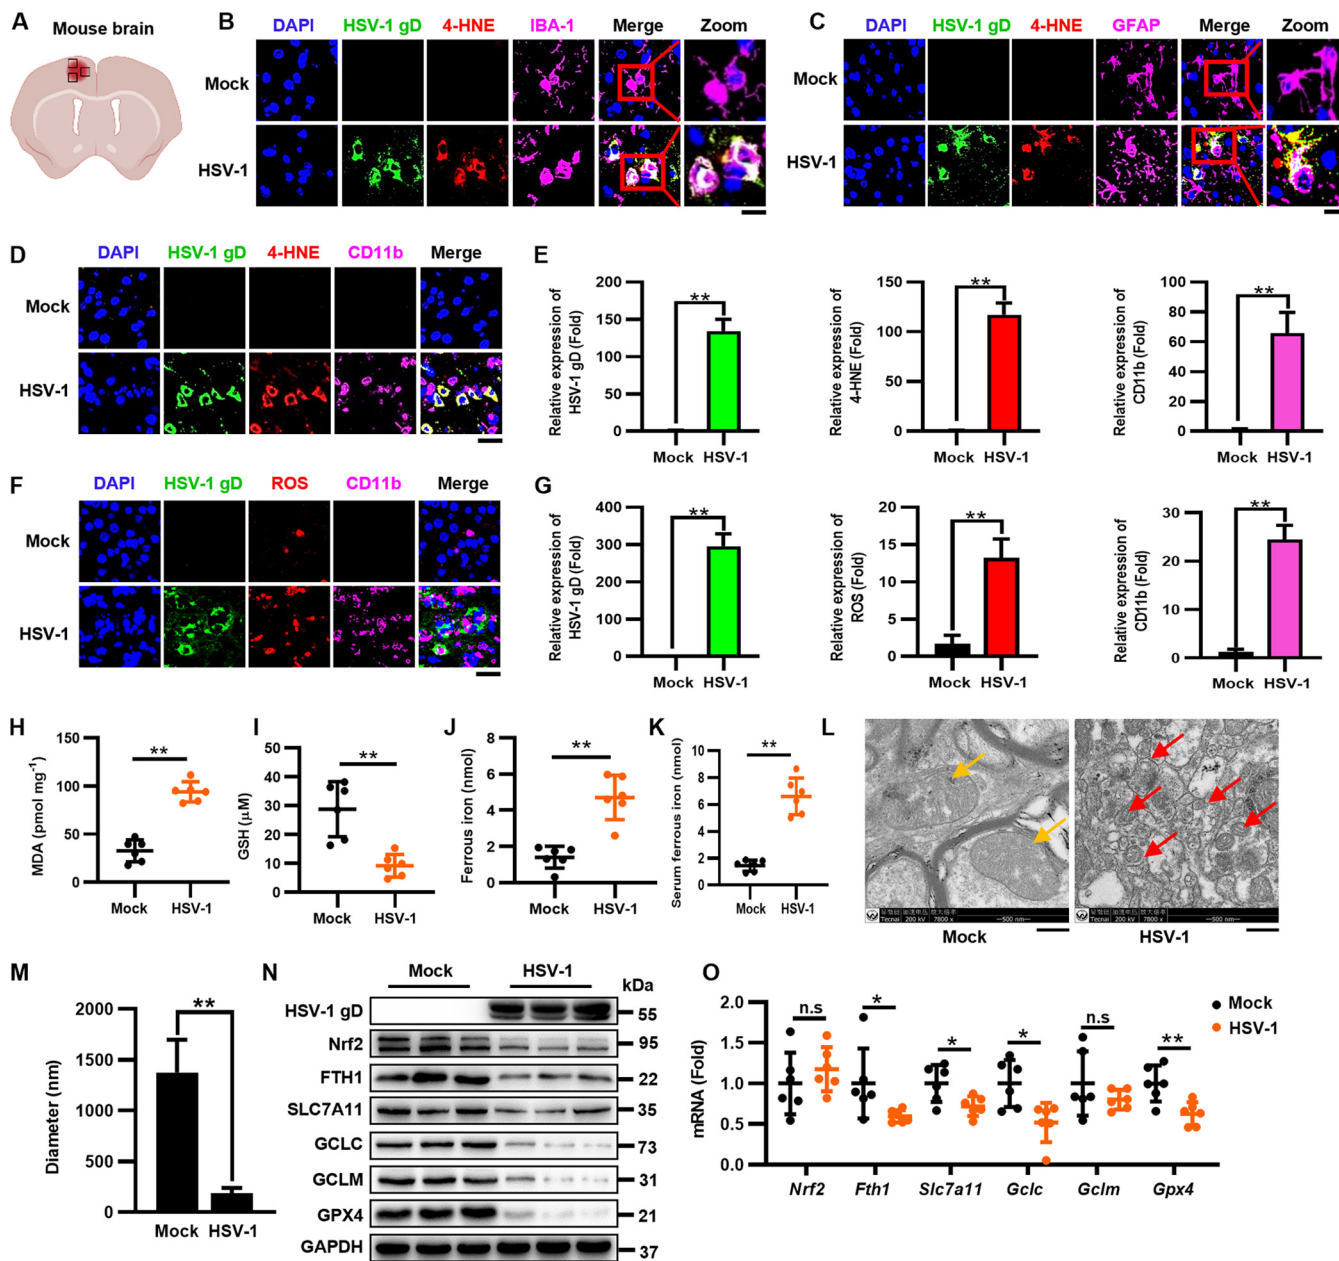 A
Mouse brain
B
DAPI HSV-1 gD 4-HNE IBA-1 Merge Zoom
Mock
HSV-1
C
DAPI HSV-1 gD 4-HNE GFAP Merge Zoom
Mock
HSV-1
D
DAPI HSV-1 gD 4-HNE CD11b Merge
Mock
HSV-1
E
Relative expression of
HSV-1 gD (Fold)
200
150
100
50
0
**
Mock HSV-1
Relative expression of
4-HNE (Fold)
150
100
50
0
**
Mock HSV-1
Relative expression of
CD11b (Fold)
100
80
60
40
20
0
**
Mock HSV-1
F
DAPI HSV-1 gD ROS CD11b Merge
Mock
HSV-1
G
Relative expression of
HSV-1 gD (Fold)
400
300
200
100
0
**
Mock HSV-1
Relative expression of
ROS (Fold)
20
15
10
5
0
**
Mock HSV-1
Relative expression of
CD11b (Fold)
30
20
10
0
**
Mock HSV-1
H
MDA (pmol mg⁻¹)
150
100
50
0
**
Mock HSV-1
I
GSH (μM)
50
40
30
20
10
0
**
Mock HSV-1
J
Ferrous iron (nmol)
8
6
4
2
0
**
Mock HSV-1
K
Serum ferrous iron (nmol)
10
8
6
4
2
0
**
Mock HSV-1
L
Tecnai 200 kV 7800 x 500 nm
Mock
Tecnai 200 kV 7800 x 500 nm
HSV-1
M
Diameter (nm)
2000
1500
1000
500
0
**
Mock HSV-1
N
Mock HSV-1 kDa
HSV-1 gD 55
Nrf2 95
FTH1 22
SLC7A11 35
GCLC 73
GCLM 31
GPX4 21
GAPDH 37
O
mRNA (Fold)
2.0
1.5
1.0
0.5
0.0
n.s * * * n.s **
Mock
HSV-1
Nrf2 Fth1 Slc7a11 Gclc Gclm Gpx4